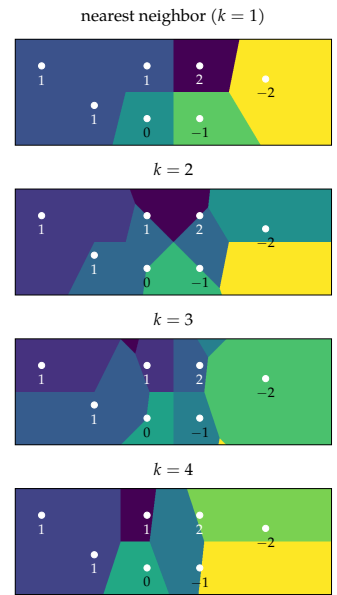 nearest neighbor (k = 1)
1 1 2 −2
1 0 −1
k = 2
1 1 2 −2
1 0 −1
k = 3
1 1 2 −2
1 0 −1
k = 4
1 1 2 −2
1 0 −1